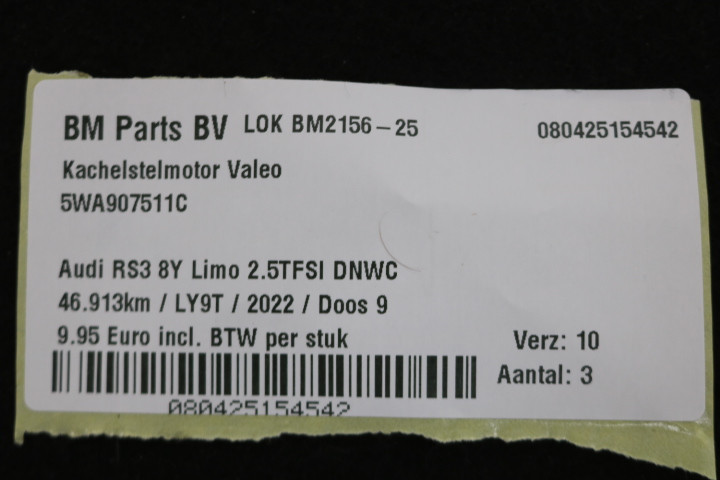 BM Parts BV LOK BM2156-25 080425154542
Kachelstelmotor Valeo
5WA907511C
Audi RS3 8Y Limo 2.5TFSI DNWC
46.913km / LY9T / 2022 / Doos 9
9.95 Euro incl. BTW per stuk Verz: 10
Aantal: 3
080425154542